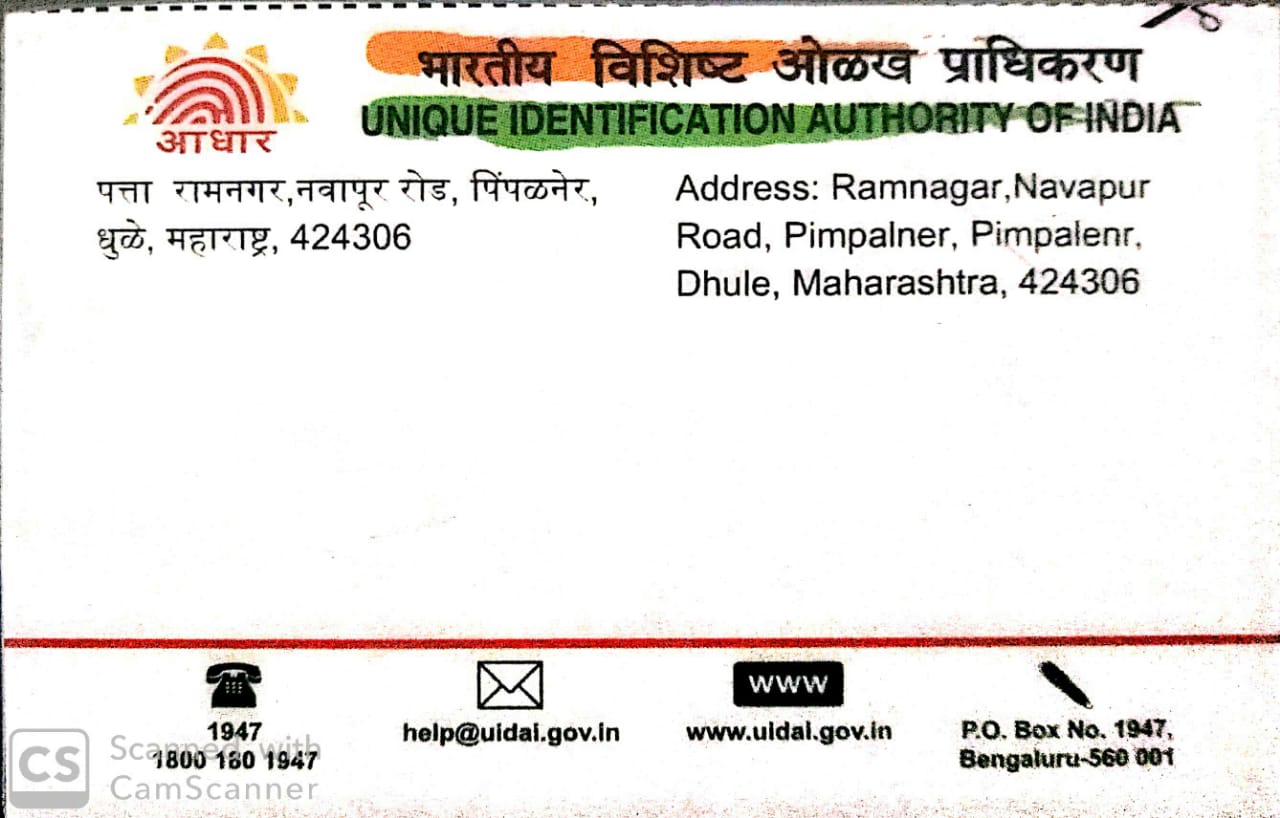 भारतीय विशिष्ट ओळख प्राधिकरण
UNIQUE IDENTIFICATION AUTHORITY OF INDIA
आधार
पत्ता रामनगर,नवापूर रोड, पिंपळनेर,
धुळे, महाराष्ट्र, 424306
Address: Ramnagar,Navapur
Road, Pimpalner, Pimpalenr,
Dhule, Maharashtra, 424306
1947
1800 180 1947
help@uidai.gov.in
www
www.uidai.gov.in
P.O. Box No. 1947,
Bengaluru-560 001
CS
Scanned with
CamScanner